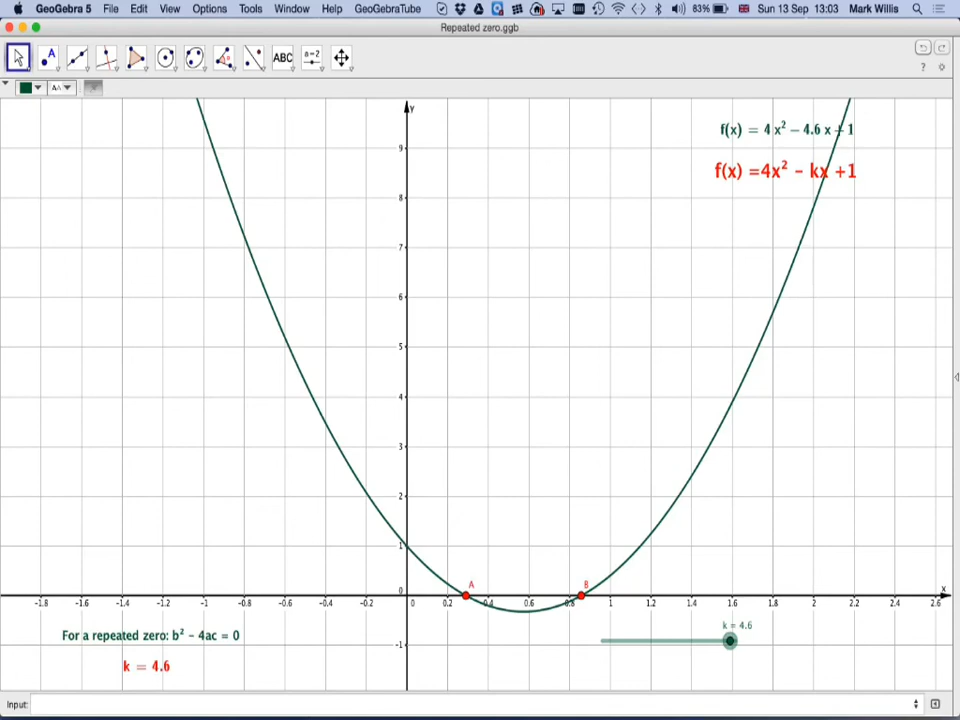 GeoGebra 5 File Edit View Options Tools Window Help GeoGebraTube 83% Sun 13 Sep 13:03 Mark Willis
Repeated zero.ggb
A ABC a=2
?
y
f(x) = 4 x² − 4.6 x + 1
9
f(x) =4x² − kx +1
8
7
6
5
4
3
2
1
A B
0 x
-1.8 -1.6 -1.4 -1.2 -1 -0.8 -0.6 -0.4 -0.2 0 0.2 0.4 0.6 0.8 1 1.2 1.4 1.6 1.8 2 2.2 2.4 2.6
k = 4.6
For a repeated zero: b² − 4ac = 0
-1
k = 4.6
Input: